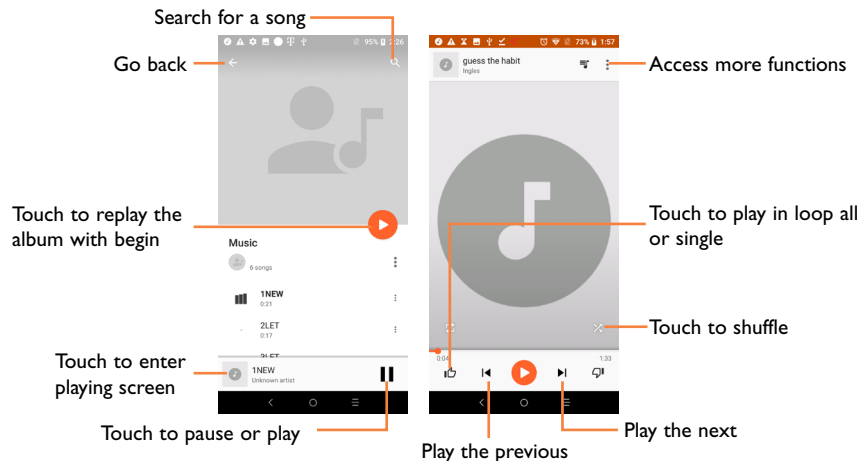 Search for a song
Go back
95% 2:26
Touch to replay the
album with begin
Music
6 songs
1NEW
0:21
2LET
0:17
3LET
1NEW
Unknown artist
Touch to enter
playing screen
Touch to pause or play
73% 1:57
guess the habit
Ingles
Access more functions
Touch to play in loop all
or single
Touch to shuffle
0:04
1:33
Play the previous
Play the next